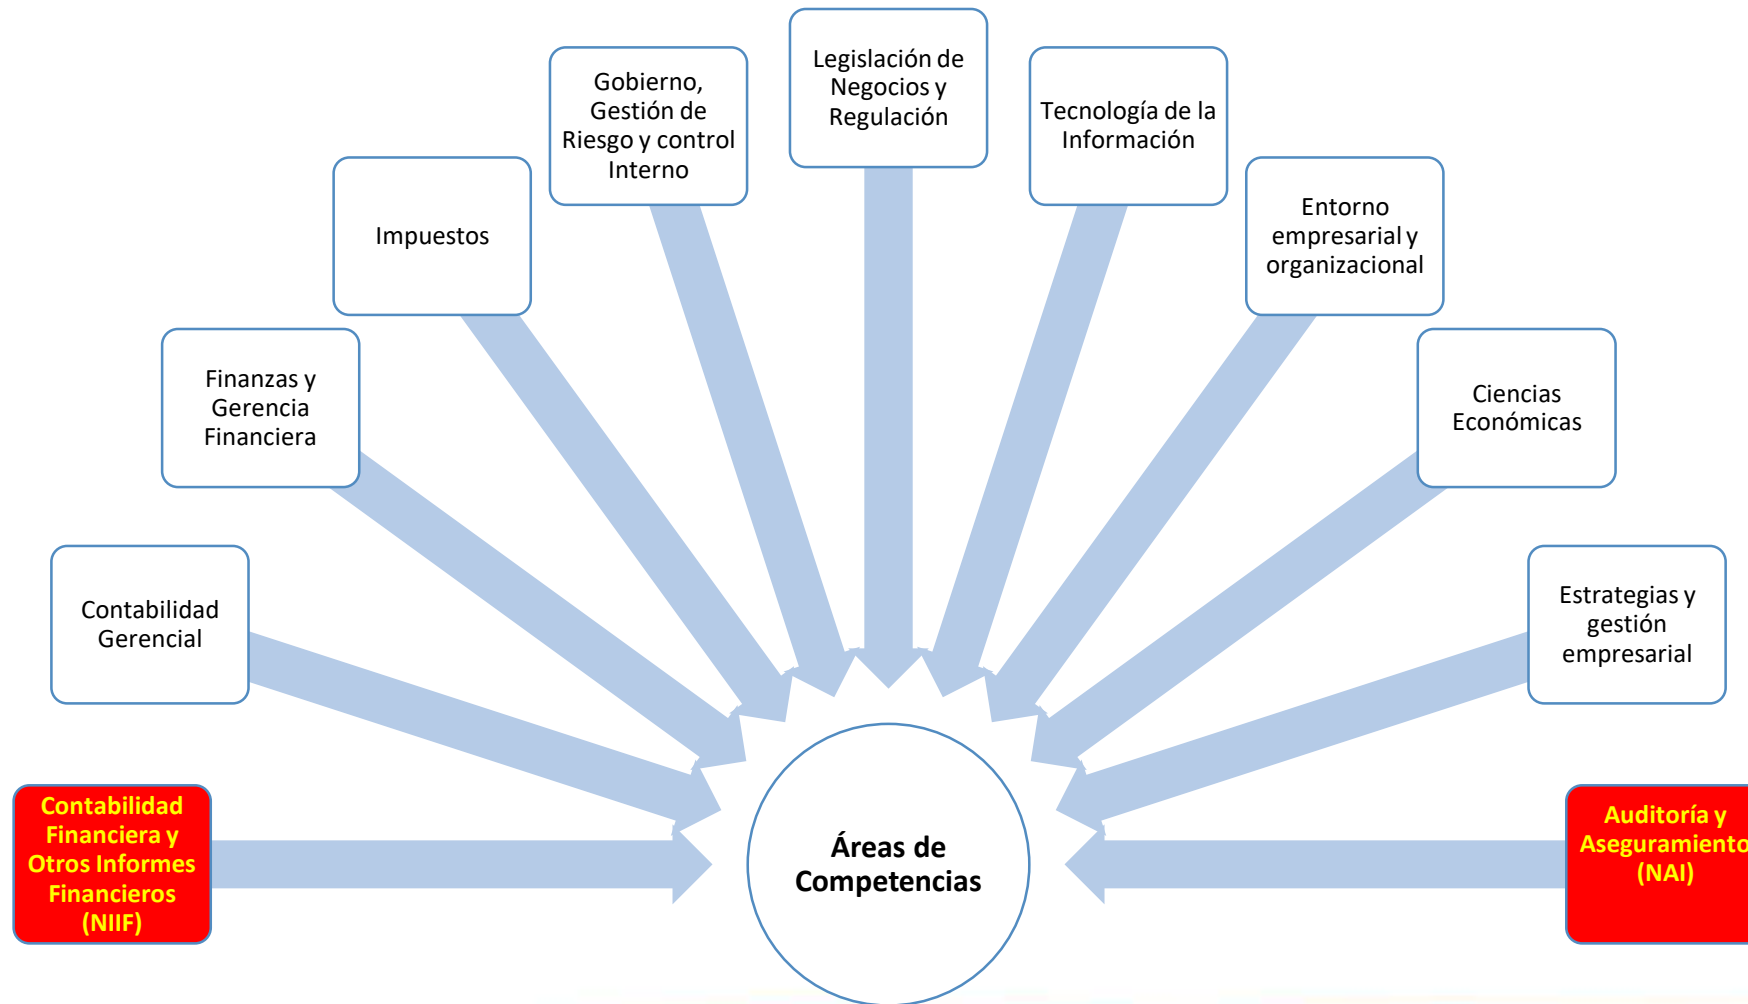 Contabilidad
Financiera y
Otros Informes
Financieros
(NIIF)
Contabilidad
Gerencial
Finanzas y
Gerencia
Financiera
Impuestos
Gobierno,
Gestión de
Riesgo y control
Interno
Legislación de
Negocios y
Regulación
Tecnología de la
Información
Entorno
empresarial y
organizacional
Ciencias
Económicas
Estrategias y
gestión
empresarial
Auditoría y
Aseguramiento
(NAI)
Áreas de
Competencias